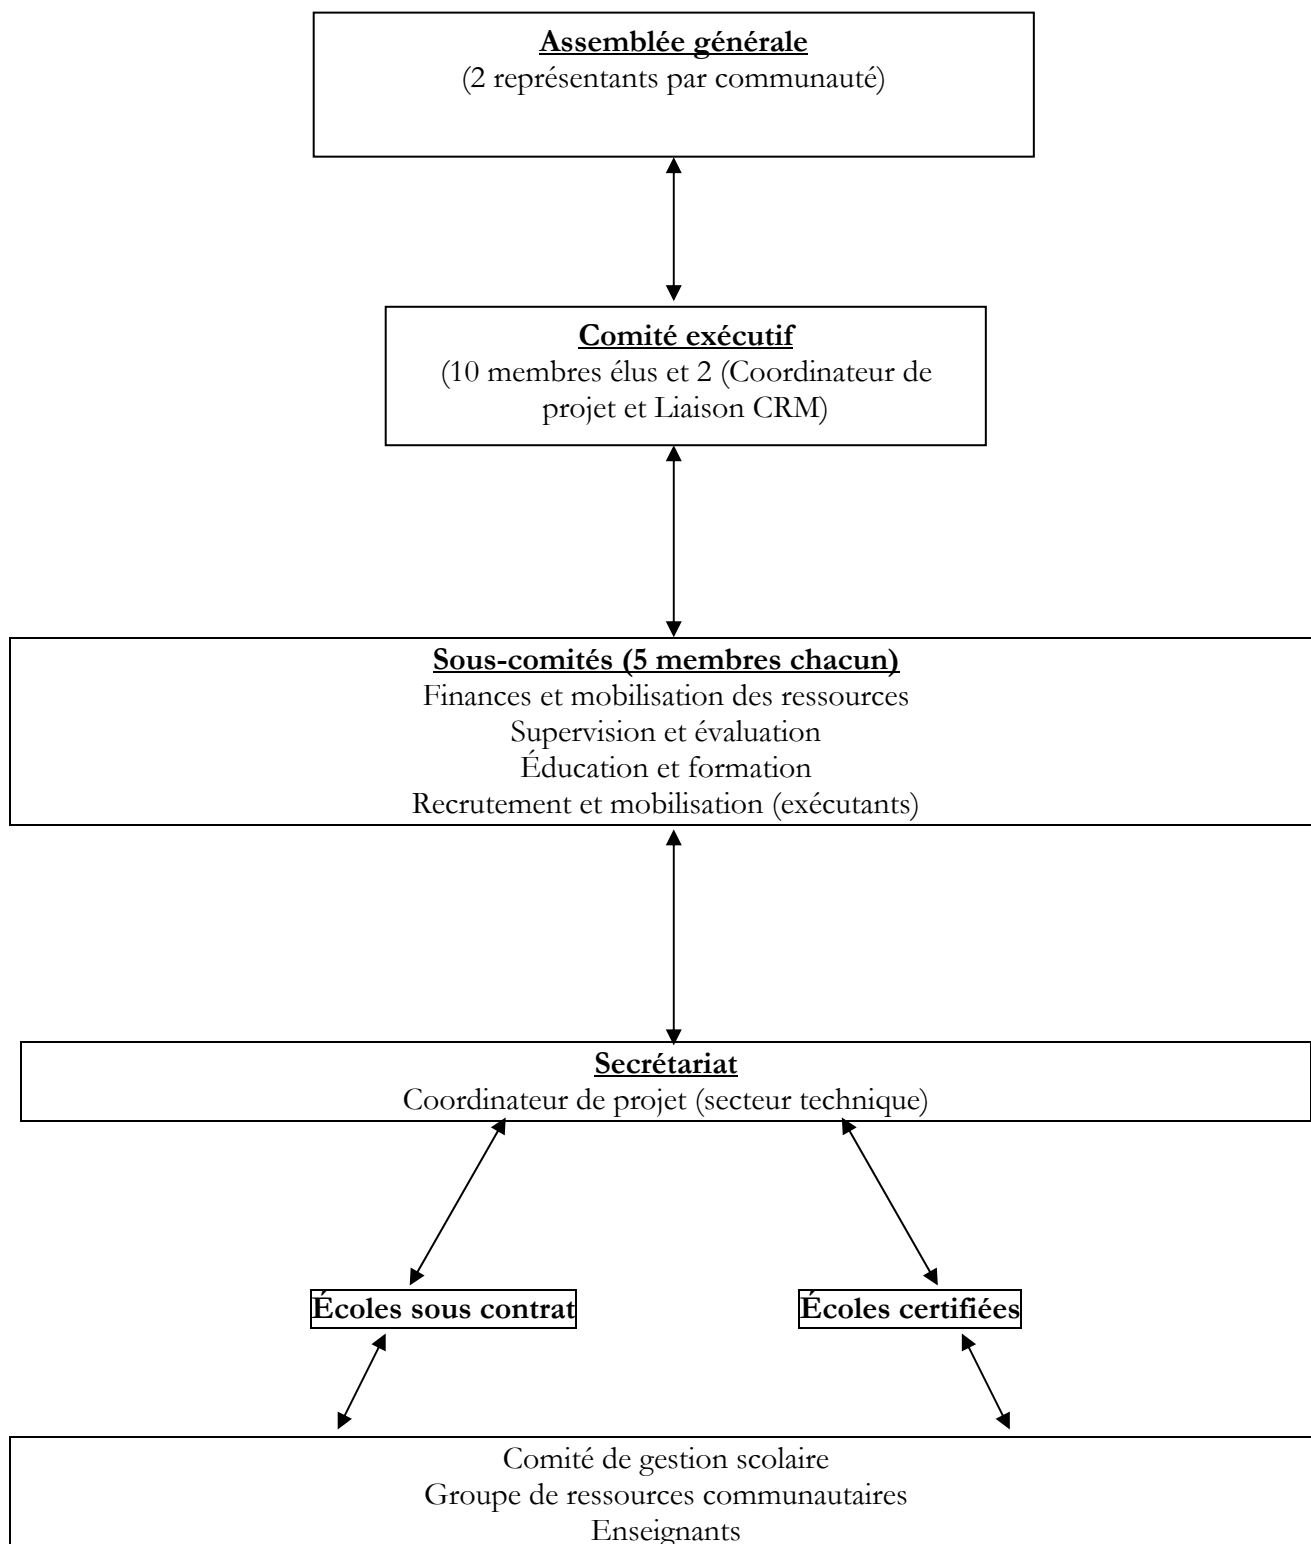 Assemblée générale
(2 représentants par communauté)
Comité exécutif
(10 membres élus et 2 (Coordinateur de
projet et Liaison CRM)
Sous-comités (5 membres chacun)
Finances et mobilisation des ressources
Supervision et évaluation
Éducation et formation
Recrutement et mobilisation (exécutants)
Secrétariat
Coordinateur de projet (secteur technique)
Écoles sous contrat
Écoles certifiées
Comité de gestion scolaire
Groupe de ressources communautaires
Enseignants